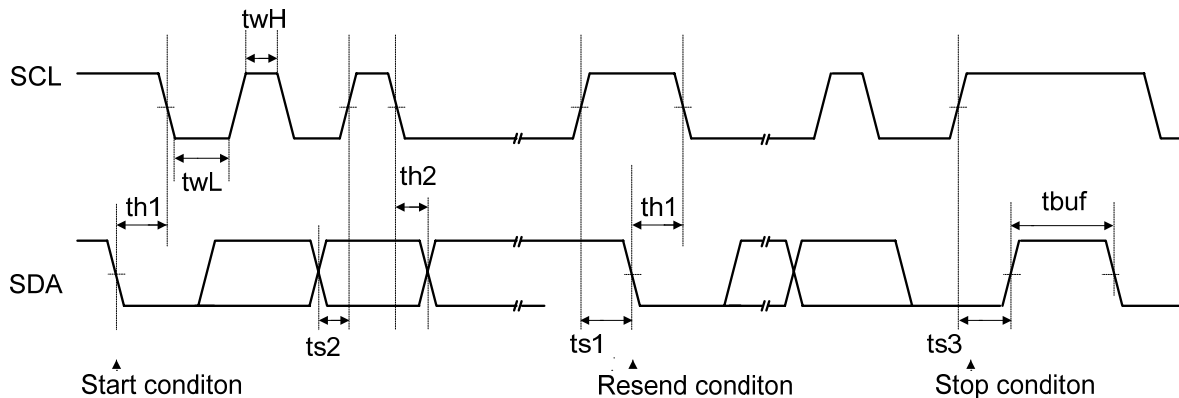 twH
SCL
twL
th2
th1
th1
tbuf
SDA
ts2
ts1
ts3
Start conditon
Resend conditon
Stop conditon